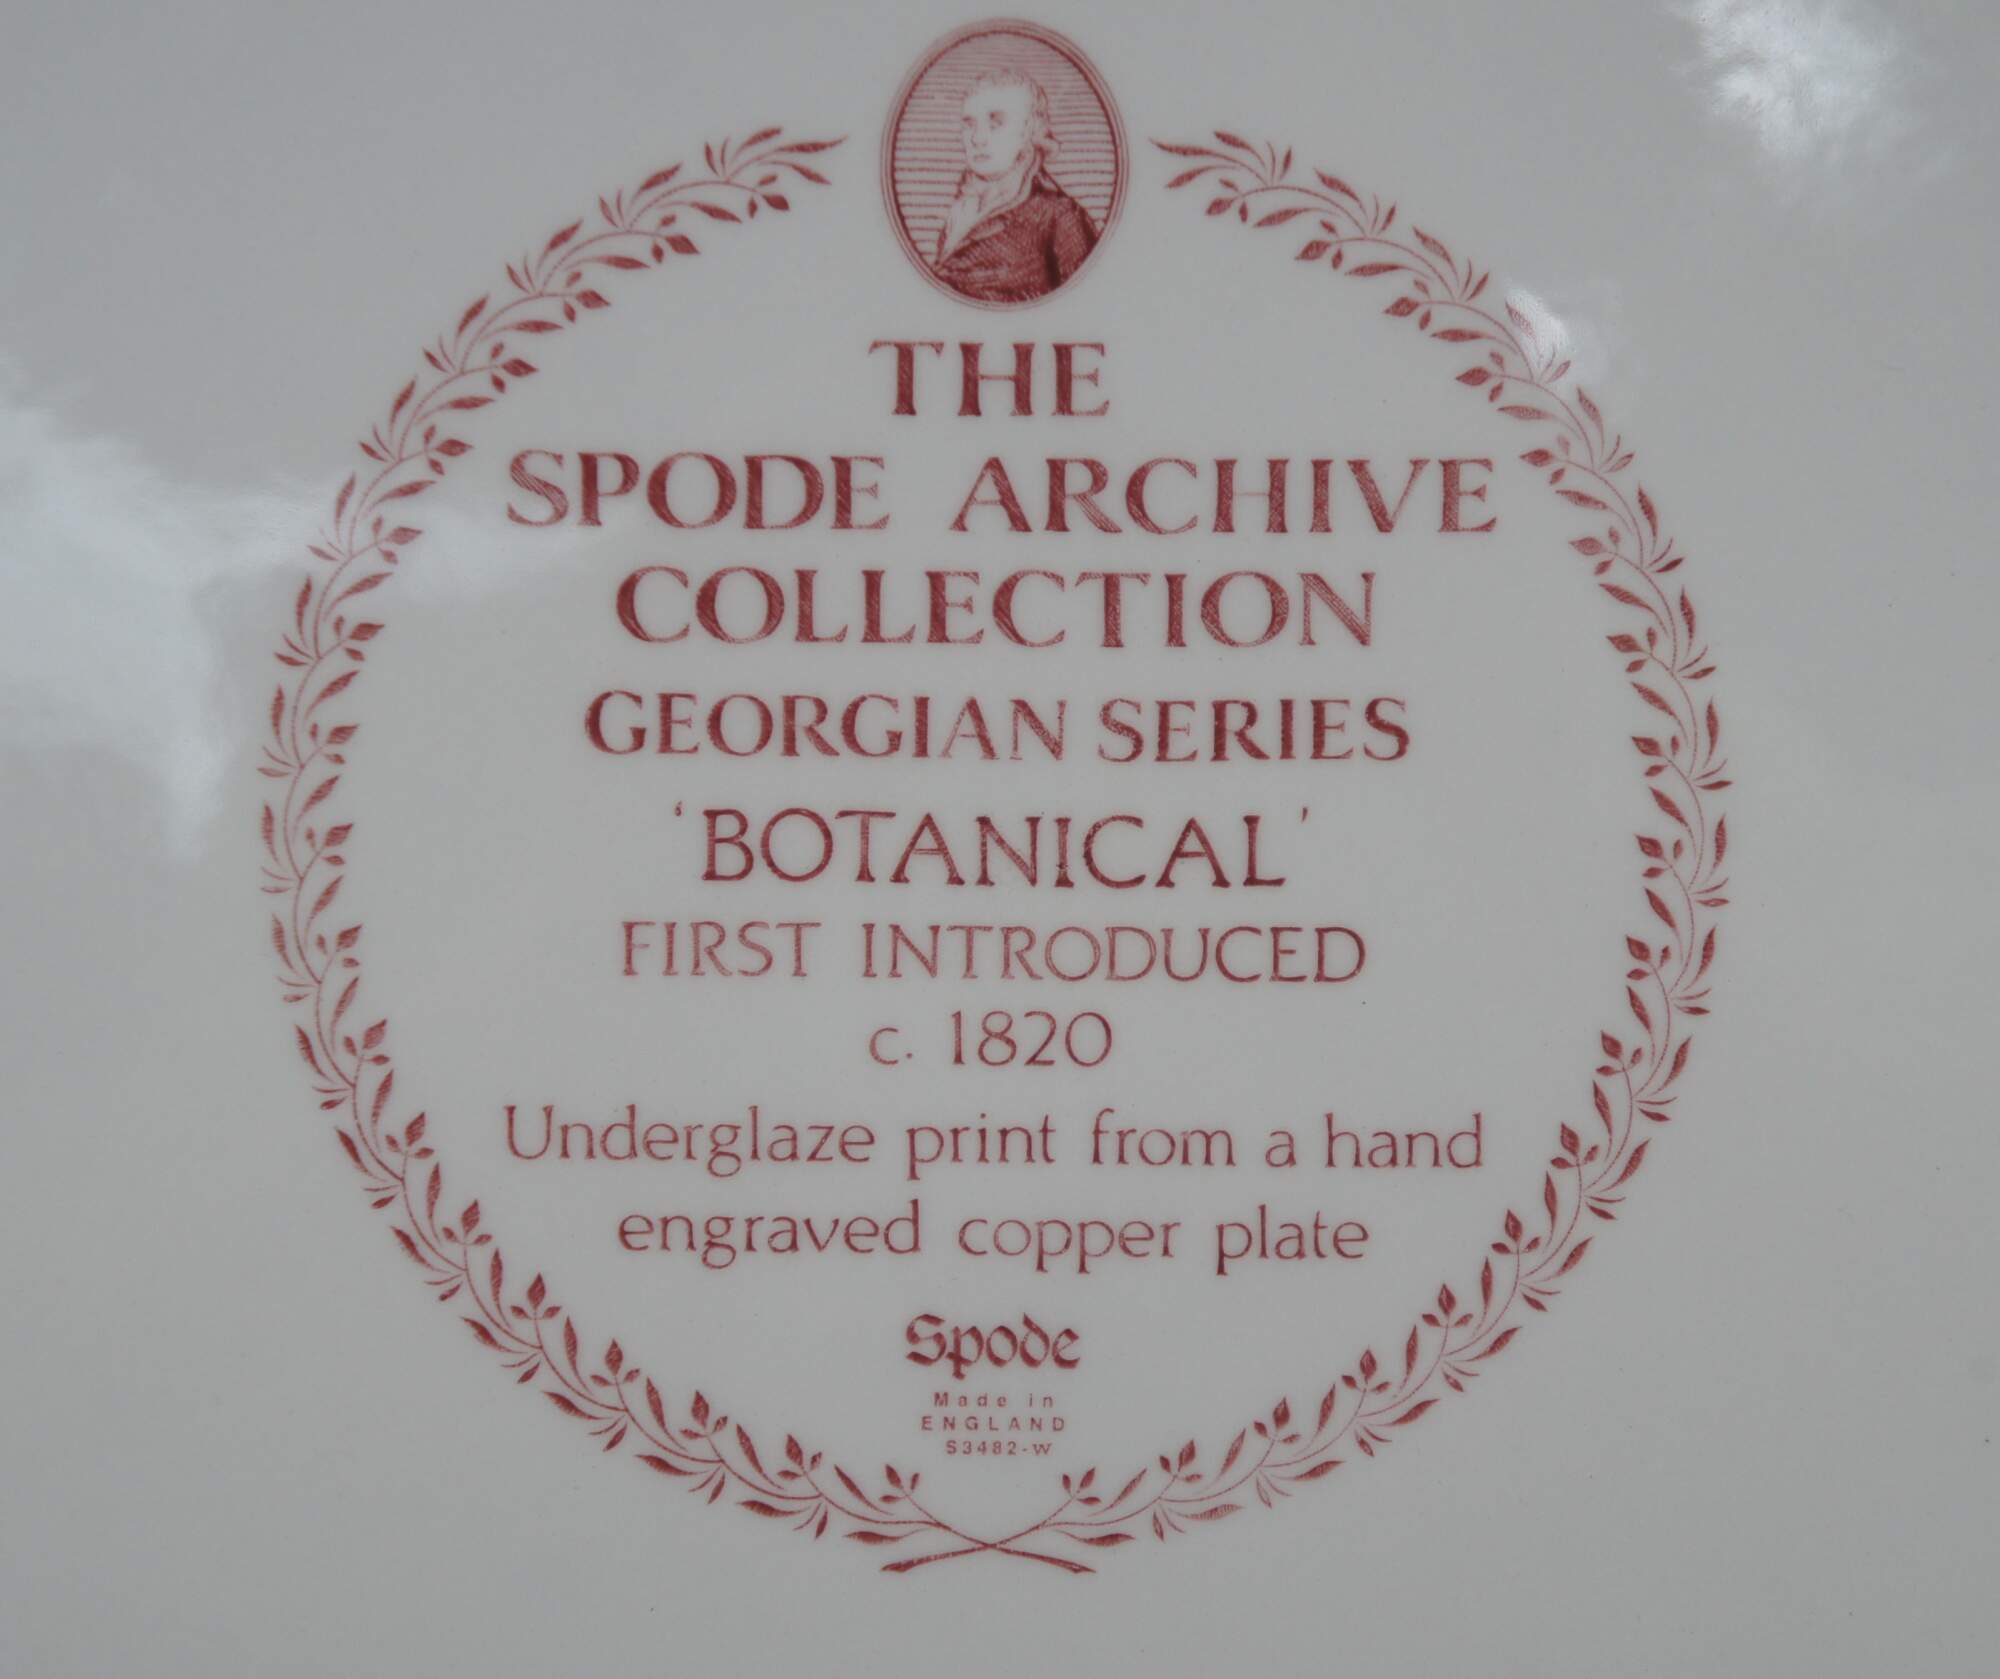 THE
SPODE ARCHIVE
COLLECTION
GEORGIAN SERIES
‘BOTANICAL’
FIRST INTRODUCED
c. 1820
Underglaze print from a hand
engraved copper plate
Spode
Made in
ENGLAND
S3482-W